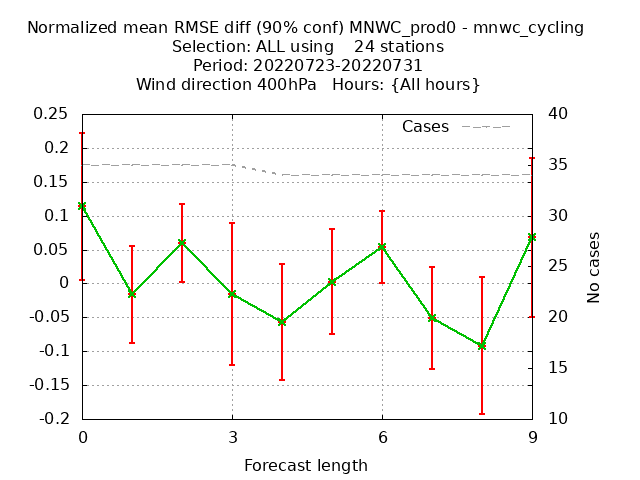 Normalized mean RMSE diff (90% conf) MNWC_prod0 - mnwc_cycling
Selection: ALL using    24 stations
Period: 20220723-20220731
Wind direction 400hPa   Hours: {All hours}
Cases
0.25
0.2
0.15
0.1
0.05
0
-0.05
-0.1
-0.15
-0.2
40
35
30
25
20
15
10
No cases
0 3 6 9
Forecast length